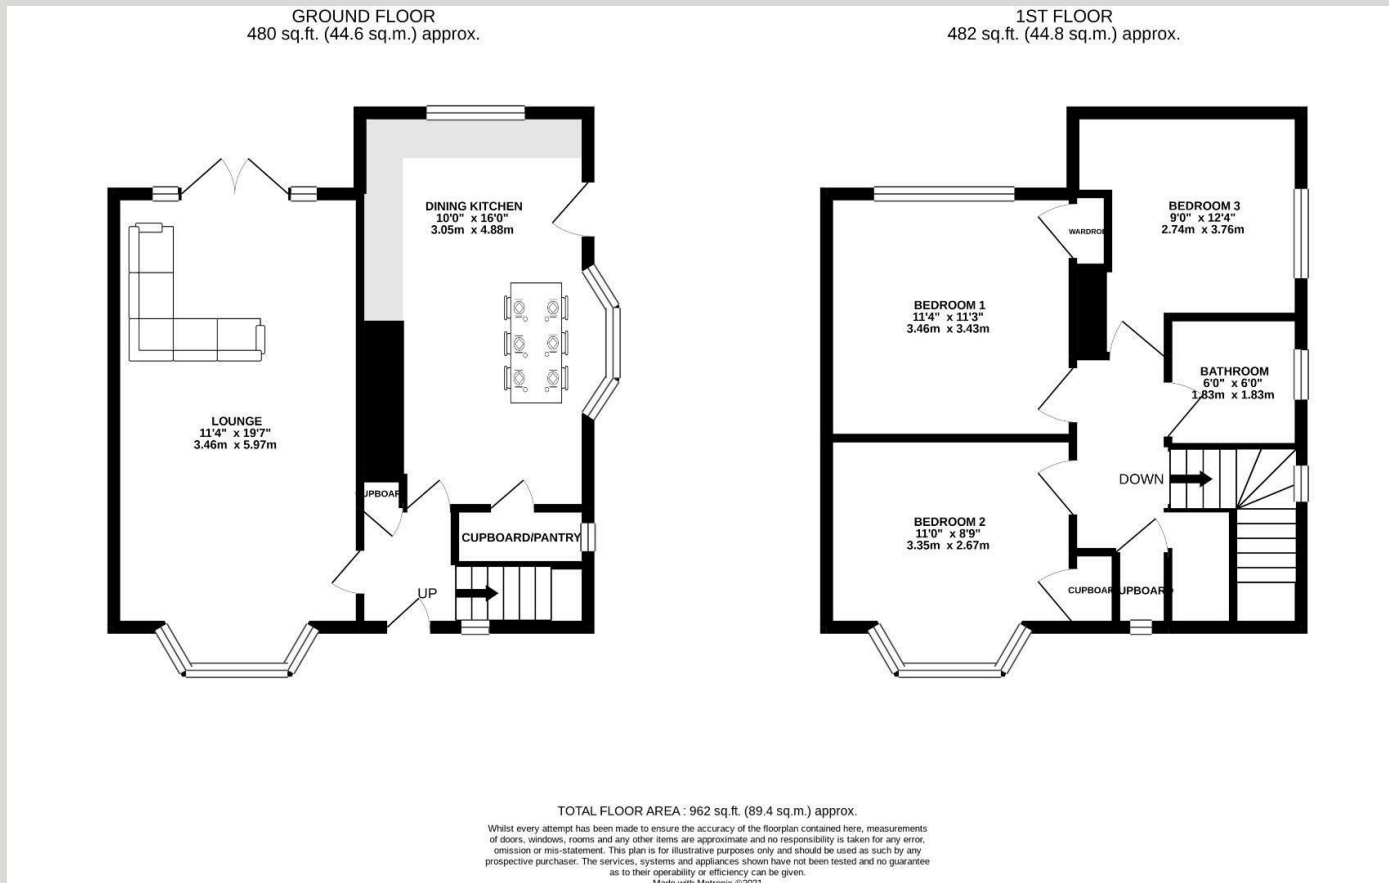 GROUND FLOOR
480 sq.ft. (44.6 sq.m.) approx.
1ST FLOOR
482 sq.ft. (44.8 sq.m.) approx.
DINING KITCHEN
10'0" x 16'0"
3.05m x 4.88m
LOUNGE
11'4" x 19'7"
3.46m x 5.97m
UPBOAR
CUPBOARD/PANTRY
UP
BEDROOM 3
9'0" x 12'4"
2.74m x 3.76m
WARDROB
BEDROOM 1
11'4" x 11'3"
3.46m x 3.43m
BATHROOM
6'0" x 6'0"
1.83m x 1.83m
DOWN
BEDROOM 2
11'0" x 8'9"
3.35m x 2.67m
CUPBOAR
UPBOAR
TOTAL FLOOR AREA : 962 sq.ft. (89.4 sq.m.) approx.
Whilst every attempt has been made to ensure the accuracy of the floorplan contained here, measurements
of doors, windows, rooms and any other items are approximate and no responsibility is taken for any error,
omission or mis-statement. This plan is for illustrative purposes only and should be used as such by any
prospective purchaser. The services, systems and appliances shown have not been tested and no guarantee
as to their operability or efficiency can be given.
Made with Metropix ©2021